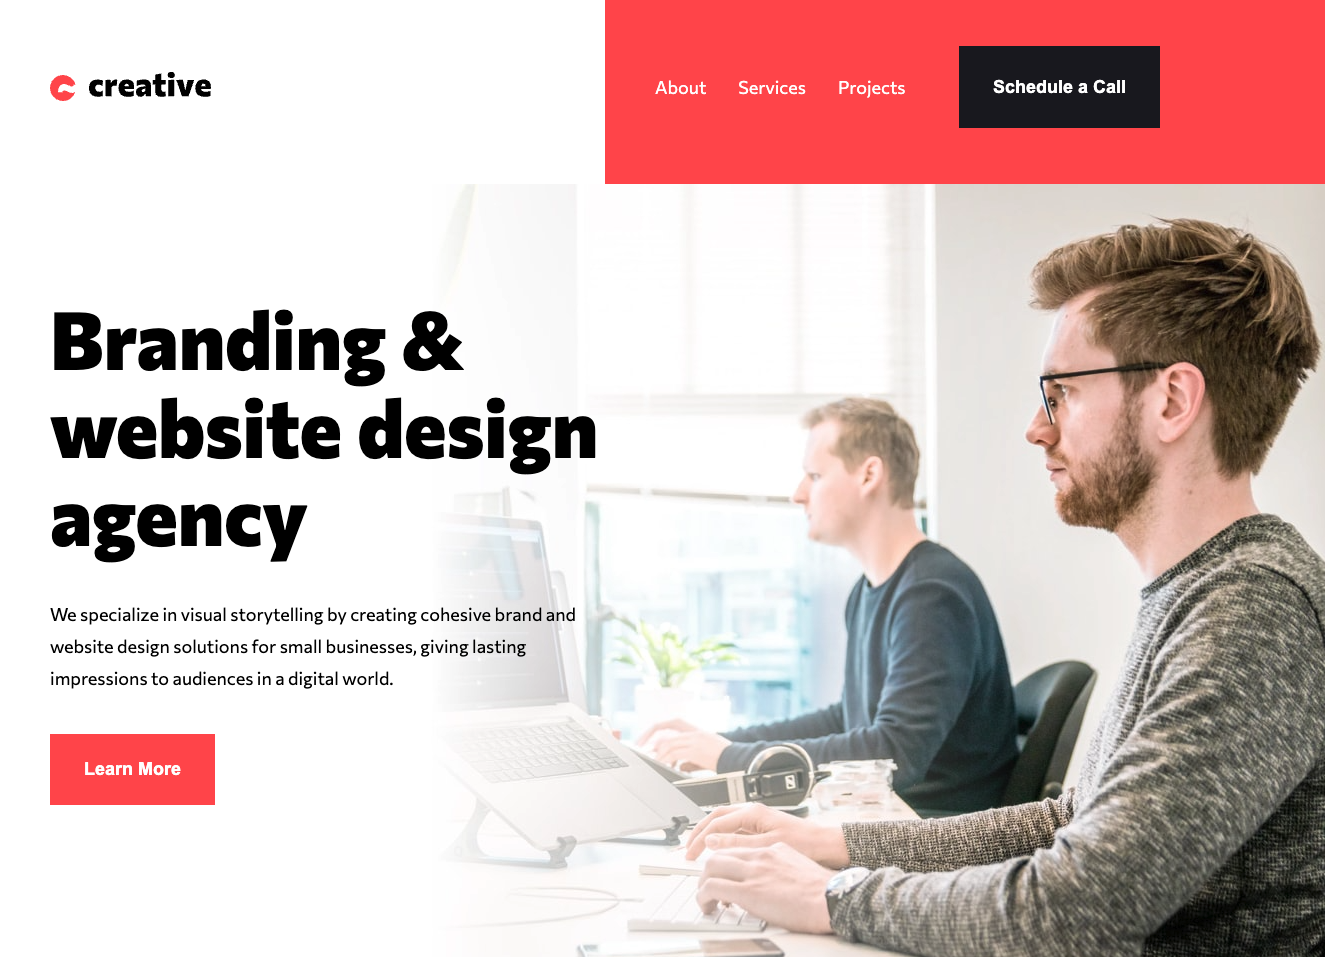 creative
About Services Projects Schedule a Call
Branding &
website design
agency
We specialize in visual storytelling by creating cohesive brand and
website design solutions for small businesses, giving lasting
impressions to audiences in a digital world.
Learn More